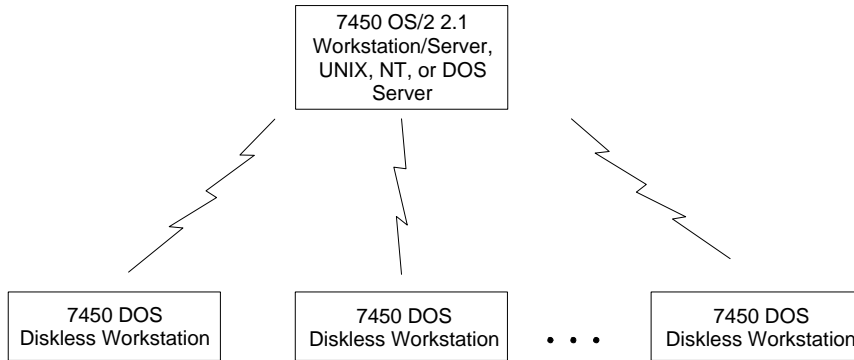 7450 OS/2 2.1
Workstation/Server,
UNIX, NT, or DOS
Server
7450 DOS
Diskless Workstation
7450 DOS
Diskless Workstation
. . .
7450 DOS
Diskless Workstation